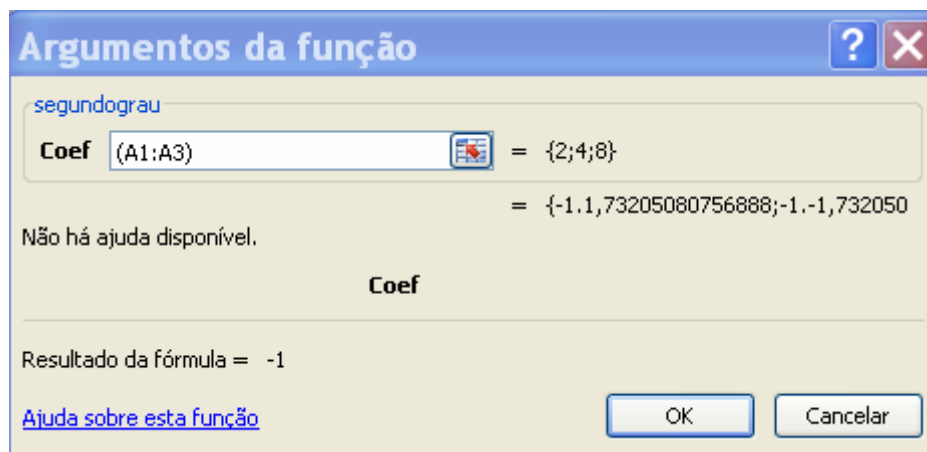 Argumentos da função
segundograu
Coef (A1:A3) = {2;4;8}
= {-1.1,73205080756888;-1.-1,732050
Não há ajuda disponível.
Coef
Resultado da fórmula = -1
Ajuda sobre esta função OK Cancelar